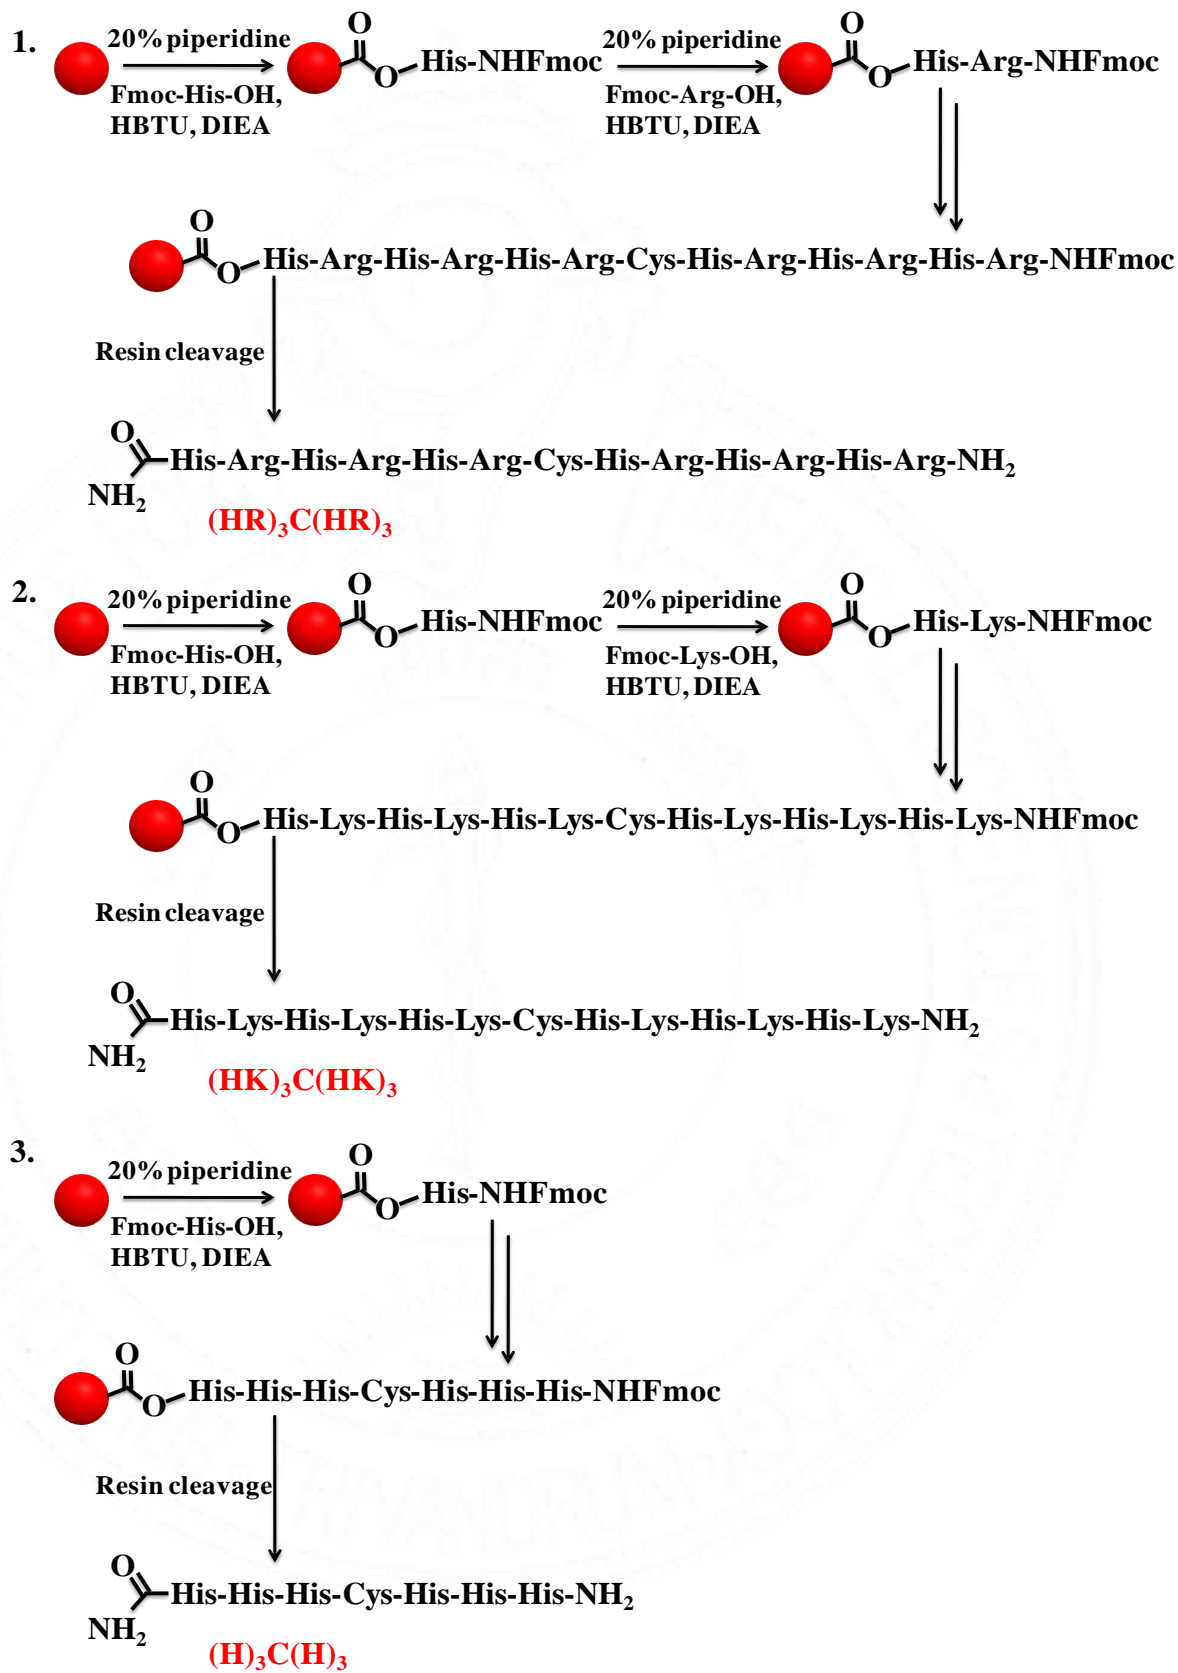 1.
20% piperidine
Fmoc-His-OH,
HBTU, DIEA
O
O
His-NHFmoc
20% piperidine
Fmoc-Arg-OH,
HBTU, DIEA
O
O
His-Arg-NHFmoc
O
O
His-Arg-His-Arg-His-Arg-Cys-His-Arg-His-Arg-His-Arg-NHFmoc
Resin cleavage
O
NH₂
His-Arg-His-Arg-His-Arg-Cys-His-Arg-His-Arg-His-Arg-NH₂
(HR)₃C(HR)₃
2.
20% piperidine
Fmoc-His-OH,
HBTU, DIEA
O
O
His-NHFmoc
20% piperidine
Fmoc-Lys-OH,
HBTU, DIEA
O
O
His-Lys-NHFmoc
O
O
His-Lys-His-Lys-His-Lys-Cys-His-Lys-His-Lys-His-Lys-NHFmoc
Resin cleavage
O
NH₂
His-Lys-His-Lys-His-Lys-Cys-His-Lys-His-Lys-His-Lys-NH₂
(HK)₃C(HK)₃
3.
20% piperidine
Fmoc-His-OH,
HBTU, DIEA
O
O
His-NHFmoc
O
O
His-His-His-Cys-His-His-His-NHFmoc
Resin cleavage
O
NH₂
His-His-His-Cys-His-His-His-NH₂
(H)₃C(H)₃